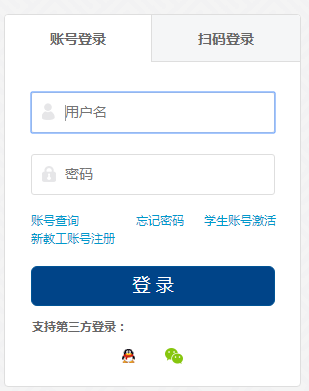 账号登录 扫码登录
用户名
密码
账号查询 忘记密码 学生账号激活
新教工账号注册
登录
支持第三方登录：